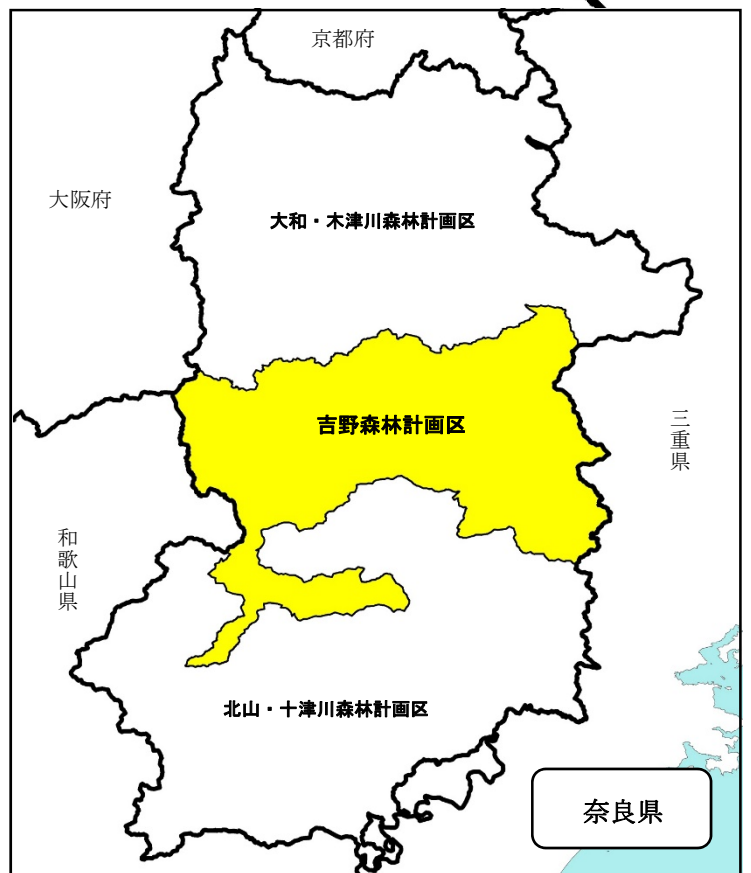 京都府
大阪府
大和・木津川森林計画区
吉野森林計画区
三重県
和歌山県
北山・十津川森林計画区
奈良県